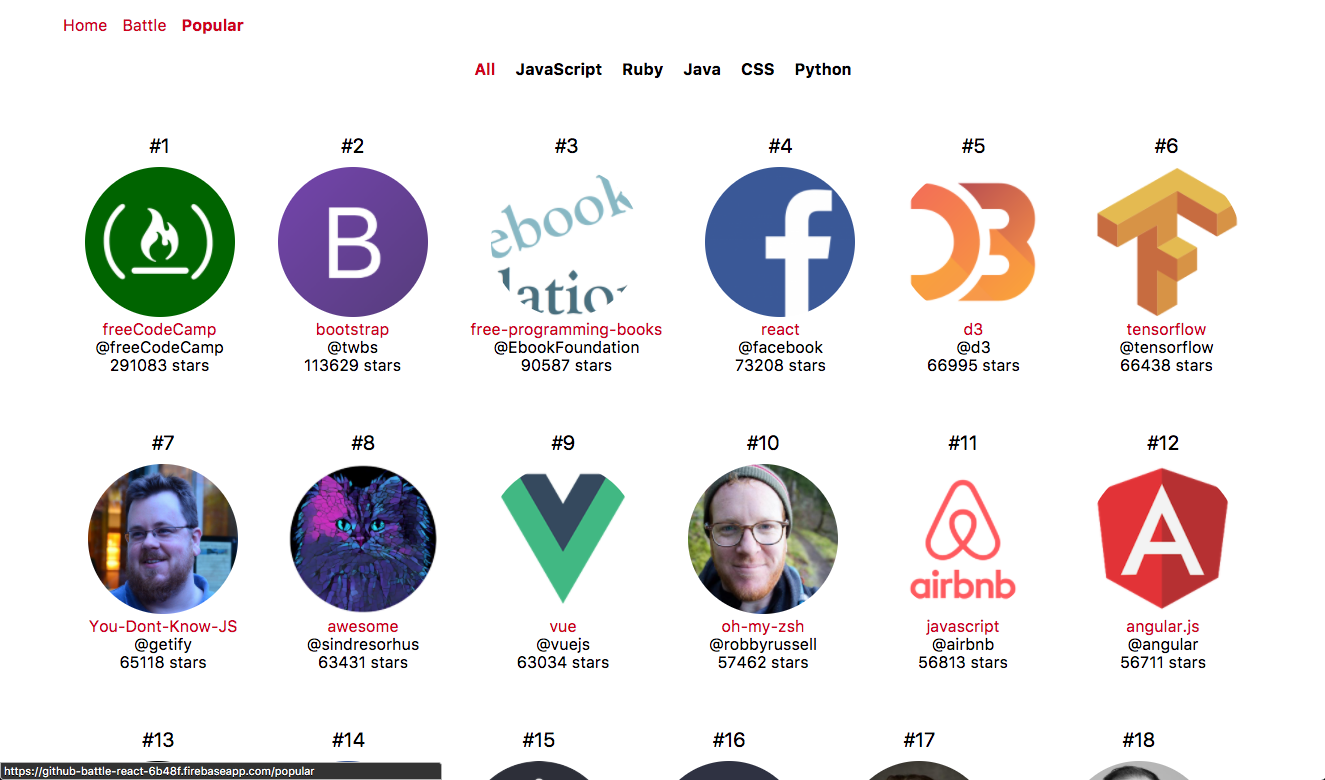 Home Battle Popular
All JavaScript Ruby Java CSS Python
#1 #2 #3 #4 #5 #6
B ebook f D3 TF
lation
freeCodeCamp bootstrap free-programming-books react d3 tensorflow
@freeCodeCamp @twbs @EbookFoundation @facebook @d3 @tensorflow
291083 stars 113629 stars 90587 stars 73208 stars 66995 stars 66438 stars
#7 #8 #9 #10 #11 #12
airbnb A
You-Dont-Know-JS awesome vue oh-my-zsh javascript angular.js
@getify @sindresorhus @vuejs @robbyrussell @airbnb @angular
65118 stars 63431 stars 63034 stars 57462 stars 56813 stars 56711 stars
#13 #14 #15 #16 #17 #18
https://github-battle-react-6b48f.firebaseapp.com/popular